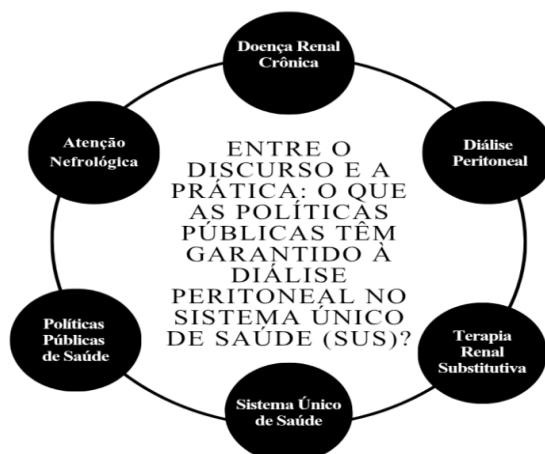 Doença Renal
Crônica
Atenção
Nefrológica
Diálise
Peritoneal
ENTRE O
DISCURSO E A
PRÁTICA: O QUE
AS POLÍTICAS
PÚBLICAS TÊM
GARANTIDO À
DIÁLISE
PERITONEAL NO
SISTEMA ÚNICO
DE SAÚDE (SUS)?
Políticas
Públicas
de Saúde
Terapia
Renal
Substitutiva
Sistema Único
de Saúde